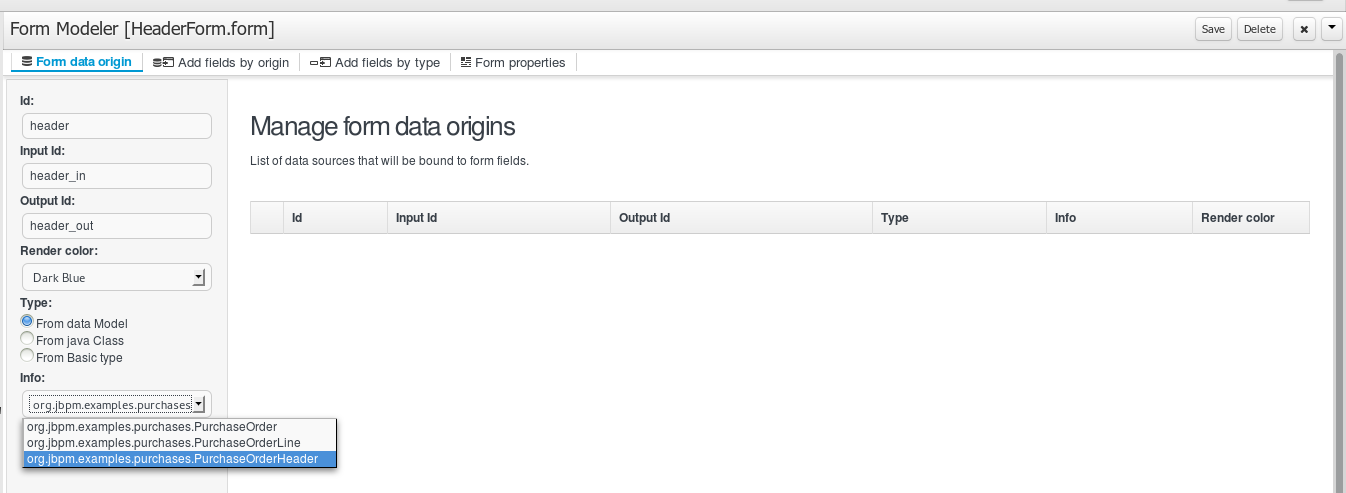 Form Modeler [HeaderForm.form]
Save Delete
Form data origin Add fields by origin Add fields by type Form properties
Id:
header
Input Id:
header_in
Output Id:
header_out
Render color:
Dark Blue
Type:
From data Model
From java Class
From Basic type
Info:
org.jbpm.examples.purchases
org.jbpm.examples.purchases.PurchaseOrder
org.jbpm.examples.purchases.PurchaseOrderLine
org.jbpm.examples.purchases.PurchaseOrderHeader
Manage form data origins
List of data sources that will be bound to form fields.
Id Input Id Output Id Type Info Render color